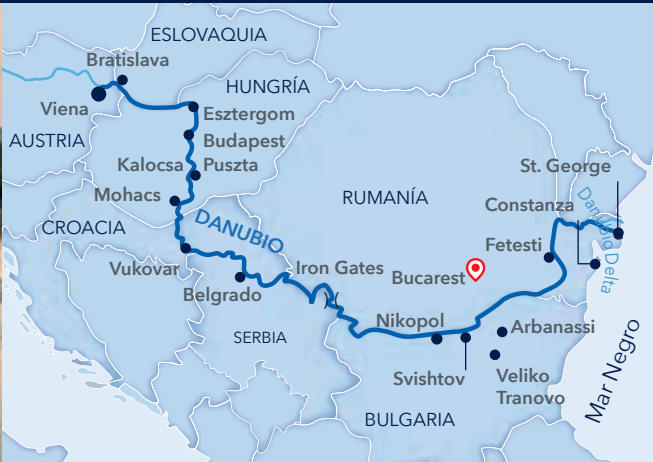 ESLOVAQUIA
Bratislava
HUNGRÍA
Viena
Esztergom
AUSTRIA
Budapest
Kalocsa
Puszta
St. George
Mohacs
RUMANÍA
Constanza
CROACIA
DANUBIO
Danubio Delta
Fetesti
Vukovar
Iron Gates
Bucarest
Belgrado
Nikopol
Arbanassi
SERBIA
Svishtov
Veliko
Tranovo
Mar Negro
BULGARIA